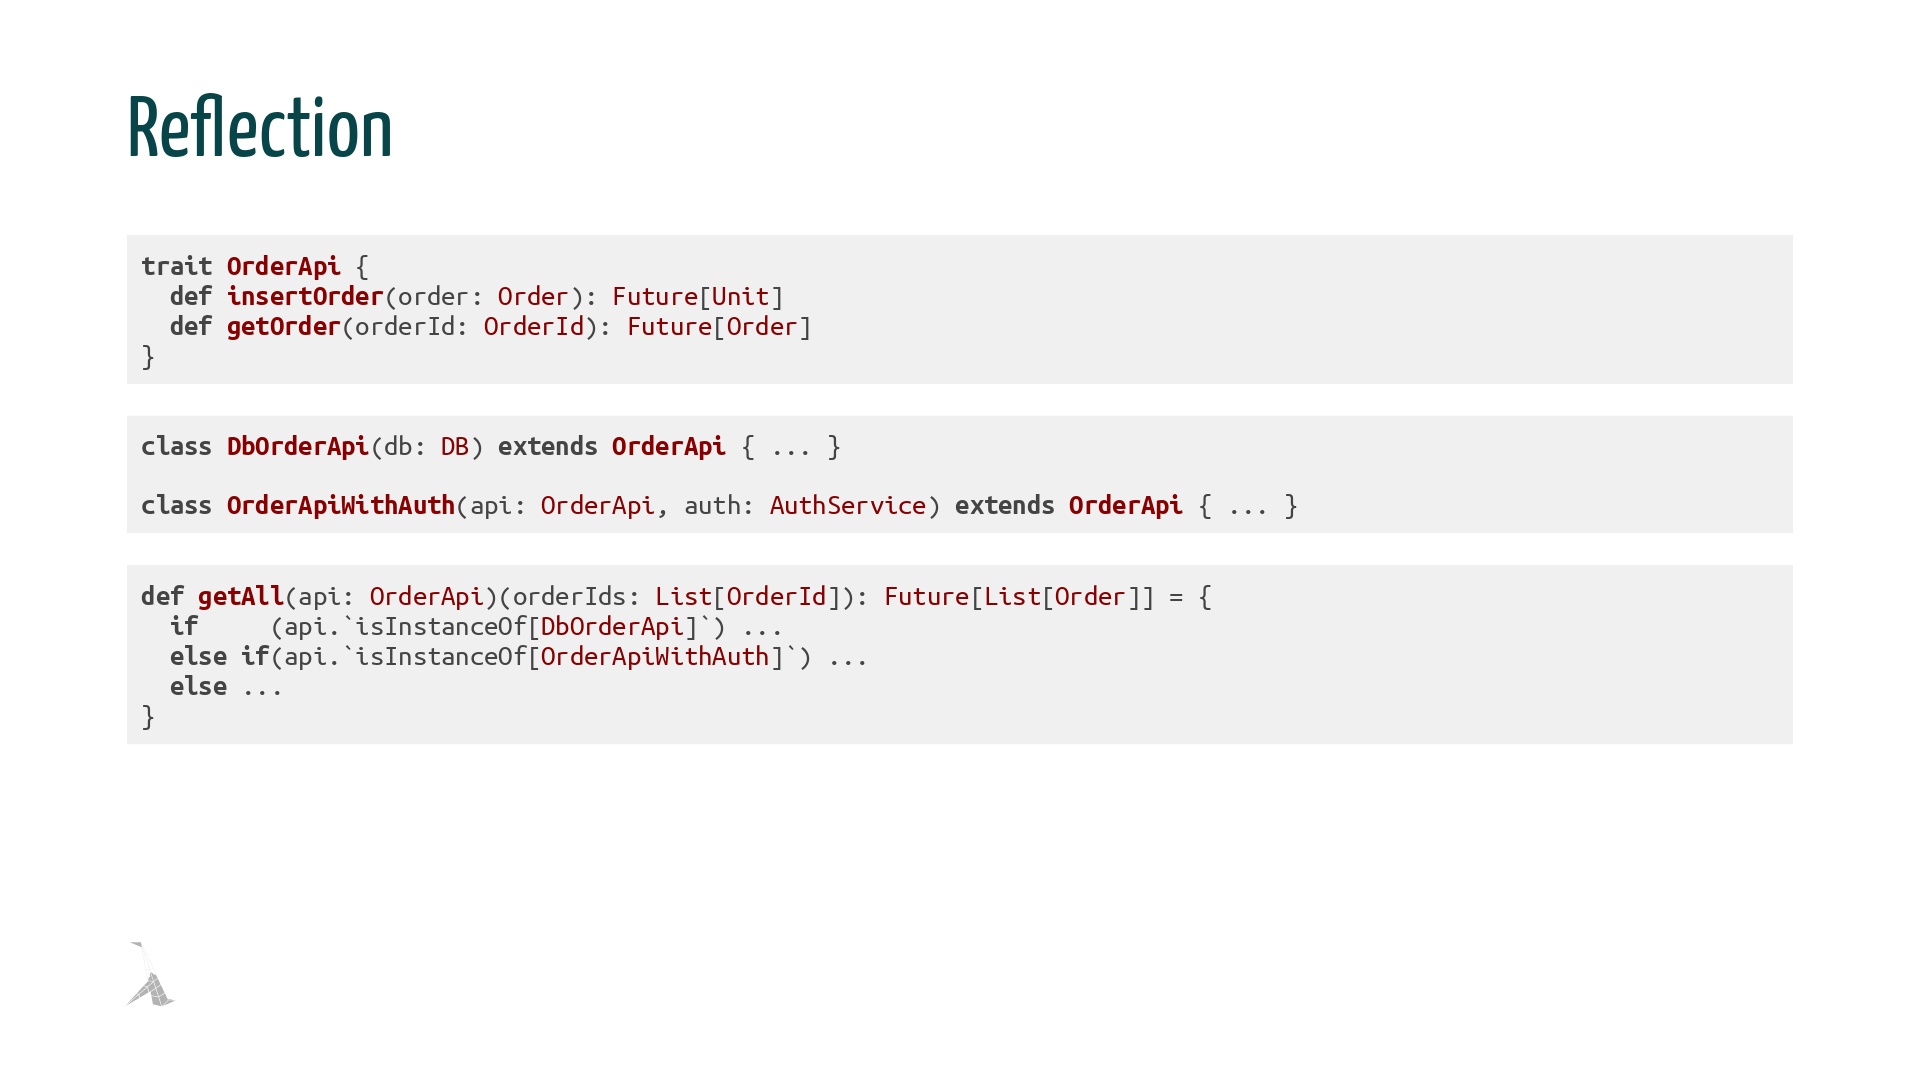 Reflection
trait OrderApi {
  def insertOrder(order: Order): Future[Unit]
  def getOrder(orderId: OrderId): Future[Order]
}
class DbOrderApi(db: DB) extends OrderApi { ... }
class OrderApiWithAuth(api: OrderApi, auth: AuthService) extends OrderApi { ... }
def getAll(api: OrderApi)(orderIds: List[OrderId]): Future[List[Order]] = {
  if     (api.`isInstanceOf[DbOrderApi]`) ...
  else if(api.`isInstanceOf[OrderApiWithAuth]`) ...
  else ...
}